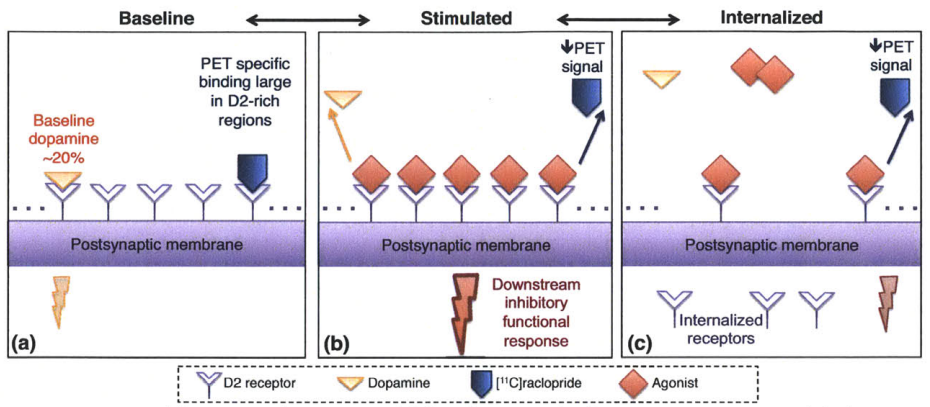 Baseline
Stimulated
Internalized
PET specific
binding large
in D2-rich
regions
Baseline
dopamine
~20%
Postsynaptic membrane
(a)
↓PET
signal
Postsynaptic membrane
Downstream
inhibitory
functional
response
(b)
↓PET
signal
Postsynaptic membrane
Internalized
receptors
(c)
D2 receptor
Dopamine
[¹¹C]raclopride
Agonist